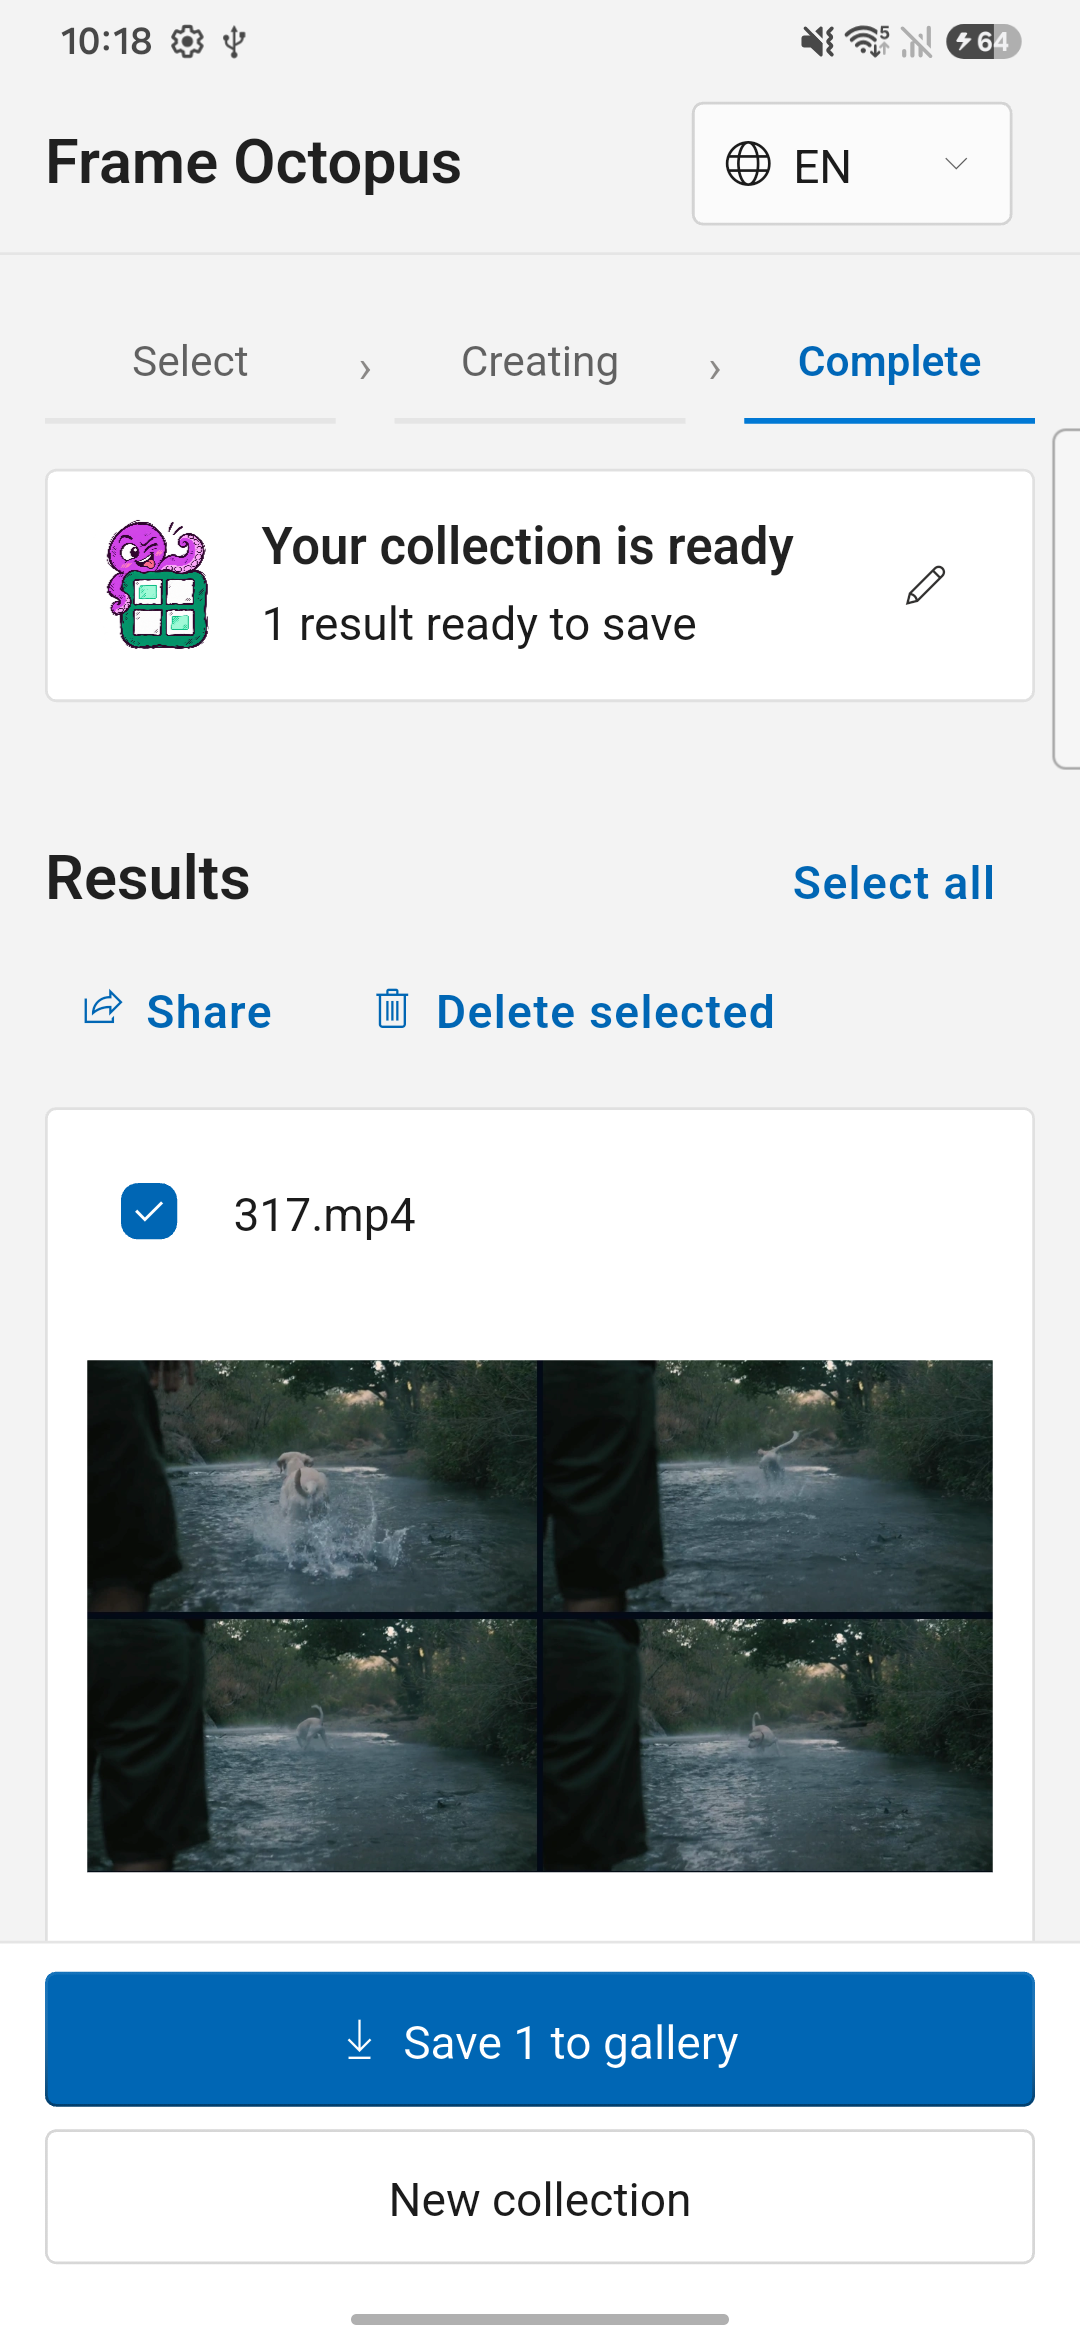 10:18
5
64
Frame Octopus
EN
Select › Creating › Complete
Your collection is ready
1 result ready to save
Results
Select all
Share
Delete selected
317.mp4
Save 1 to gallery
New collection